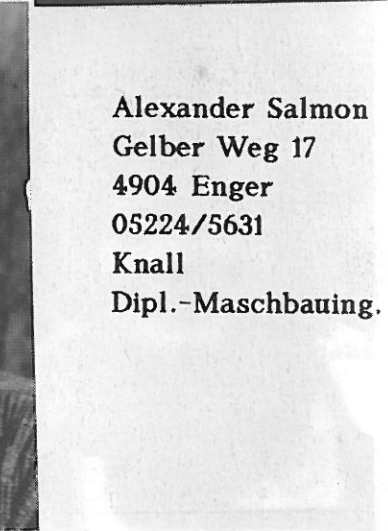 Alexander Salmon
Gelber Weg 17
4904 Enger
05224/5631
Knall
Dipl.-Maschbauing.